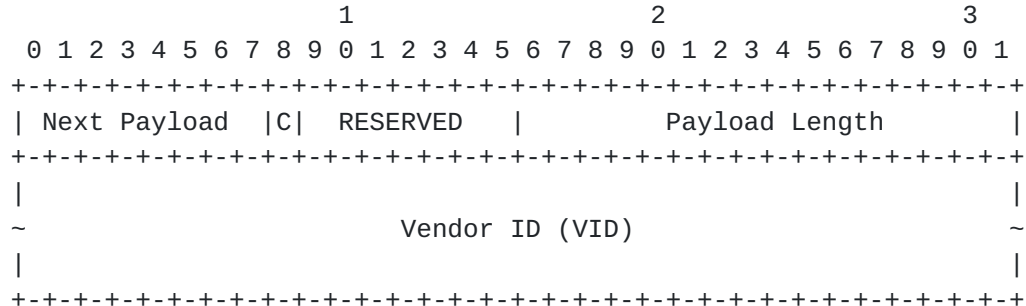 1                   2                   3
 0 1 2 3 4 5 6 7 8 9 0 1 2 3 4 5 6 7 8 9 0 1 2 3 4 5 6 7 8 9 0 1
+-+-+-+-+-+-+-+-+-+-+-+-+-+-+-+-+-+-+-+-+-+-+-+-+-+-+-+-+-+-+-+-+
| Next Payload  |C|  RESERVED   |         Payload Length        |
+-+-+-+-+-+-+-+-+-+-+-+-+-+-+-+-+-+-+-+-+-+-+-+-+-+-+-+-+-+-+-+-+
|                                                               |
~                        Vendor ID (VID)                        ~
|                                                               |
+-+-+-+-+-+-+-+-+-+-+-+-+-+-+-+-+-+-+-+-+-+-+-+-+-+-+-+-+-+-+-+-+